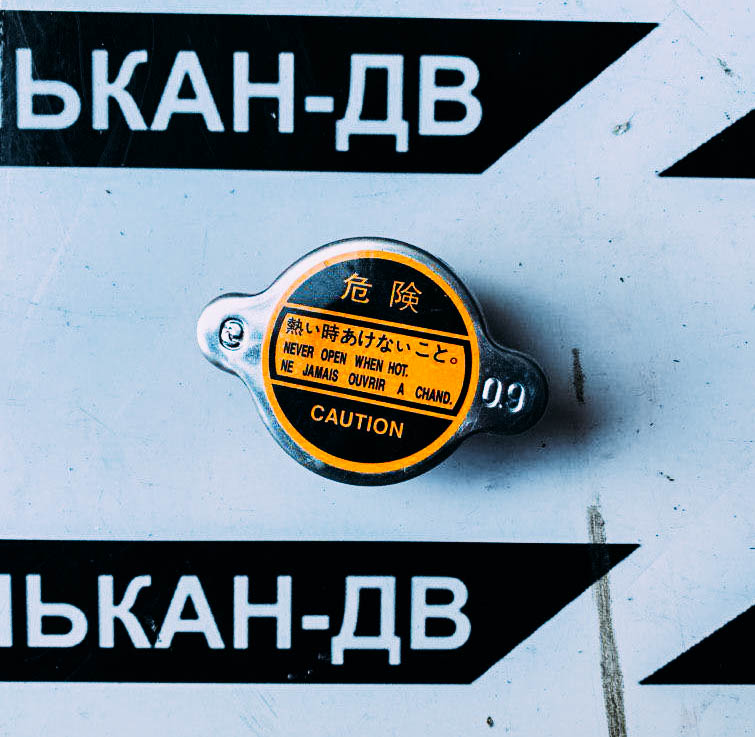 ЬКАН-ДВ
危険
熱い時あけないこと。
NEVER OPEN WHEN HOT.
NE JAMAIS OUVRIR A CHAND.
CAUTION
0.9
ЬКАН-ДВ